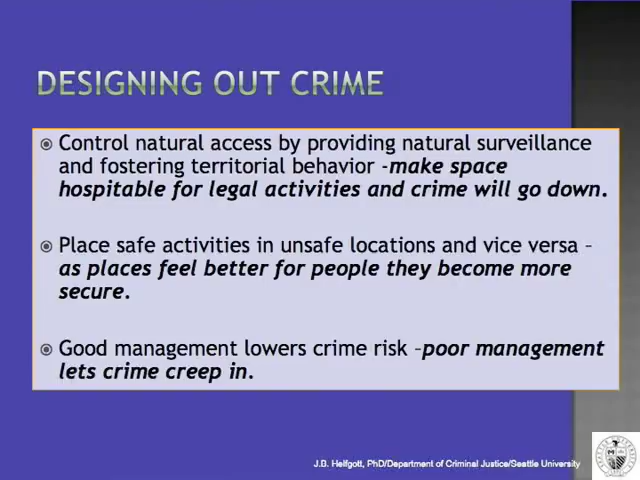 DESIGNING OUT CRIME
Control natural access by providing natural surveillance
and fostering territorial behavior -make space
hospitable for legal activities and crime will go down.
Place safe activities in unsafe locations and vice versa –
as places feel better for people they become more
secure.
Good management lowers crime risk –poor management
lets crime creep in.
J.B. Helfgott, PhD/Department of Criminal Justice/Seattle University